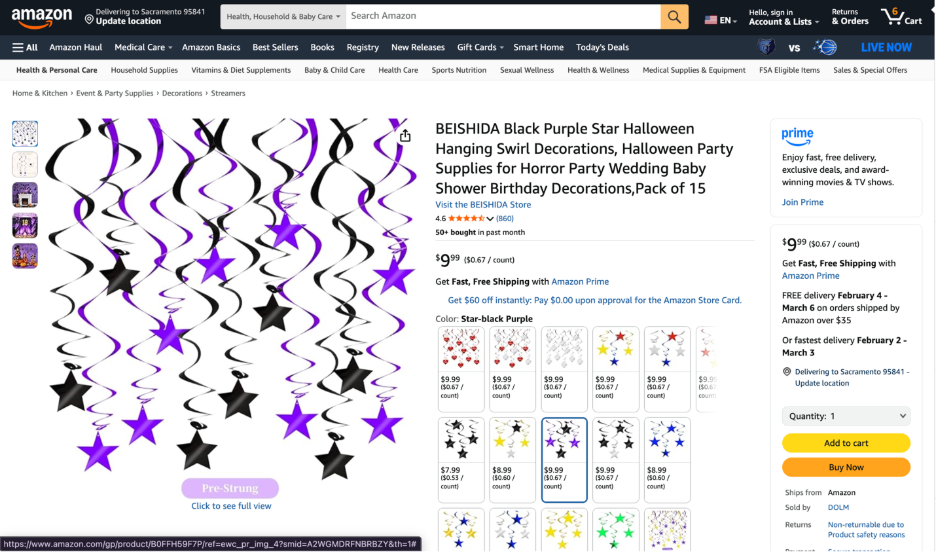 amazon
Delivering to Sacramento 95841
Update location
Health, Household & Baby Care
Search Amazon
EN
Hello, sign in
Account & Lists
Returns
& Orders
6
Cart
All
Amazon Haul
Medical Care
Amazon Basics
Best Sellers
Books
Registry
New Releases
Gift Cards
Smart Home
Today's Deals
VS
LIVE NOW
Health & Personal Care
Household Supplies
Vitamins & Diet Supplements
Baby & Child Care
Health Care
Sports Nutrition
Sexual Wellness
Health & Wellness
Medical Supplies & Equipment
FSA Eligible Items
Sales & Special Offers
Home & Kitchen › Event & Party Supplies › Decorations › Streamers
Pre-Strung
Click to see full view
BEISHIDA Black Purple Star Halloween
Hanging Swirl Decorations, Halloween Party
Supplies for Horror Party Wedding Baby
Shower Birthday Decorations,Pack of 15
Visit the BEISHIDA Store
4.6
(860)
50+ bought in past month
$9.99 ($0.67 / count)
Get Fast, Free Shipping with Amazon Prime
Get $60 off instantly: Pay $0.00 upon approval for the Amazon Store Card.
Color: Star-black Purple
$9.99
($0.67 /
count)
$9.99
($0.67 /
count)
$9.99
($0.67 /
count)
$9.99
($0.67 /
count)
$9.99
($0.67 /
count)
$7.99
($0.53 /
count)
$8.99
($0.60 /
count)
$9.99
($0.67 /
count)
$9.99
($0.67 /
count)
$8.99
($0.60 /
count)
prime
Enjoy fast, free delivery,
exclusive deals, and award-
winning movies & TV shows.
Join Prime
$9.99 ($0.67 / count)
Get Fast, Free Shipping with
Amazon Prime
FREE delivery February 4 -
March 6 on orders shipped by
Amazon over $35
Or fastest delivery February 2 -
March 3
Delivering to Sacramento 95841 -
Update location
Quantity: 1
Add to cart
Buy Now
Ships from Amazon
Sold by DOLM
Returns Non-returnable due to
Product safety reasons
https://www.amazon.com/gp/product/B0FFH59F7P/ref=ewc_pr_img_4?smid=A2WGMDRFNBRBZY&th=1#